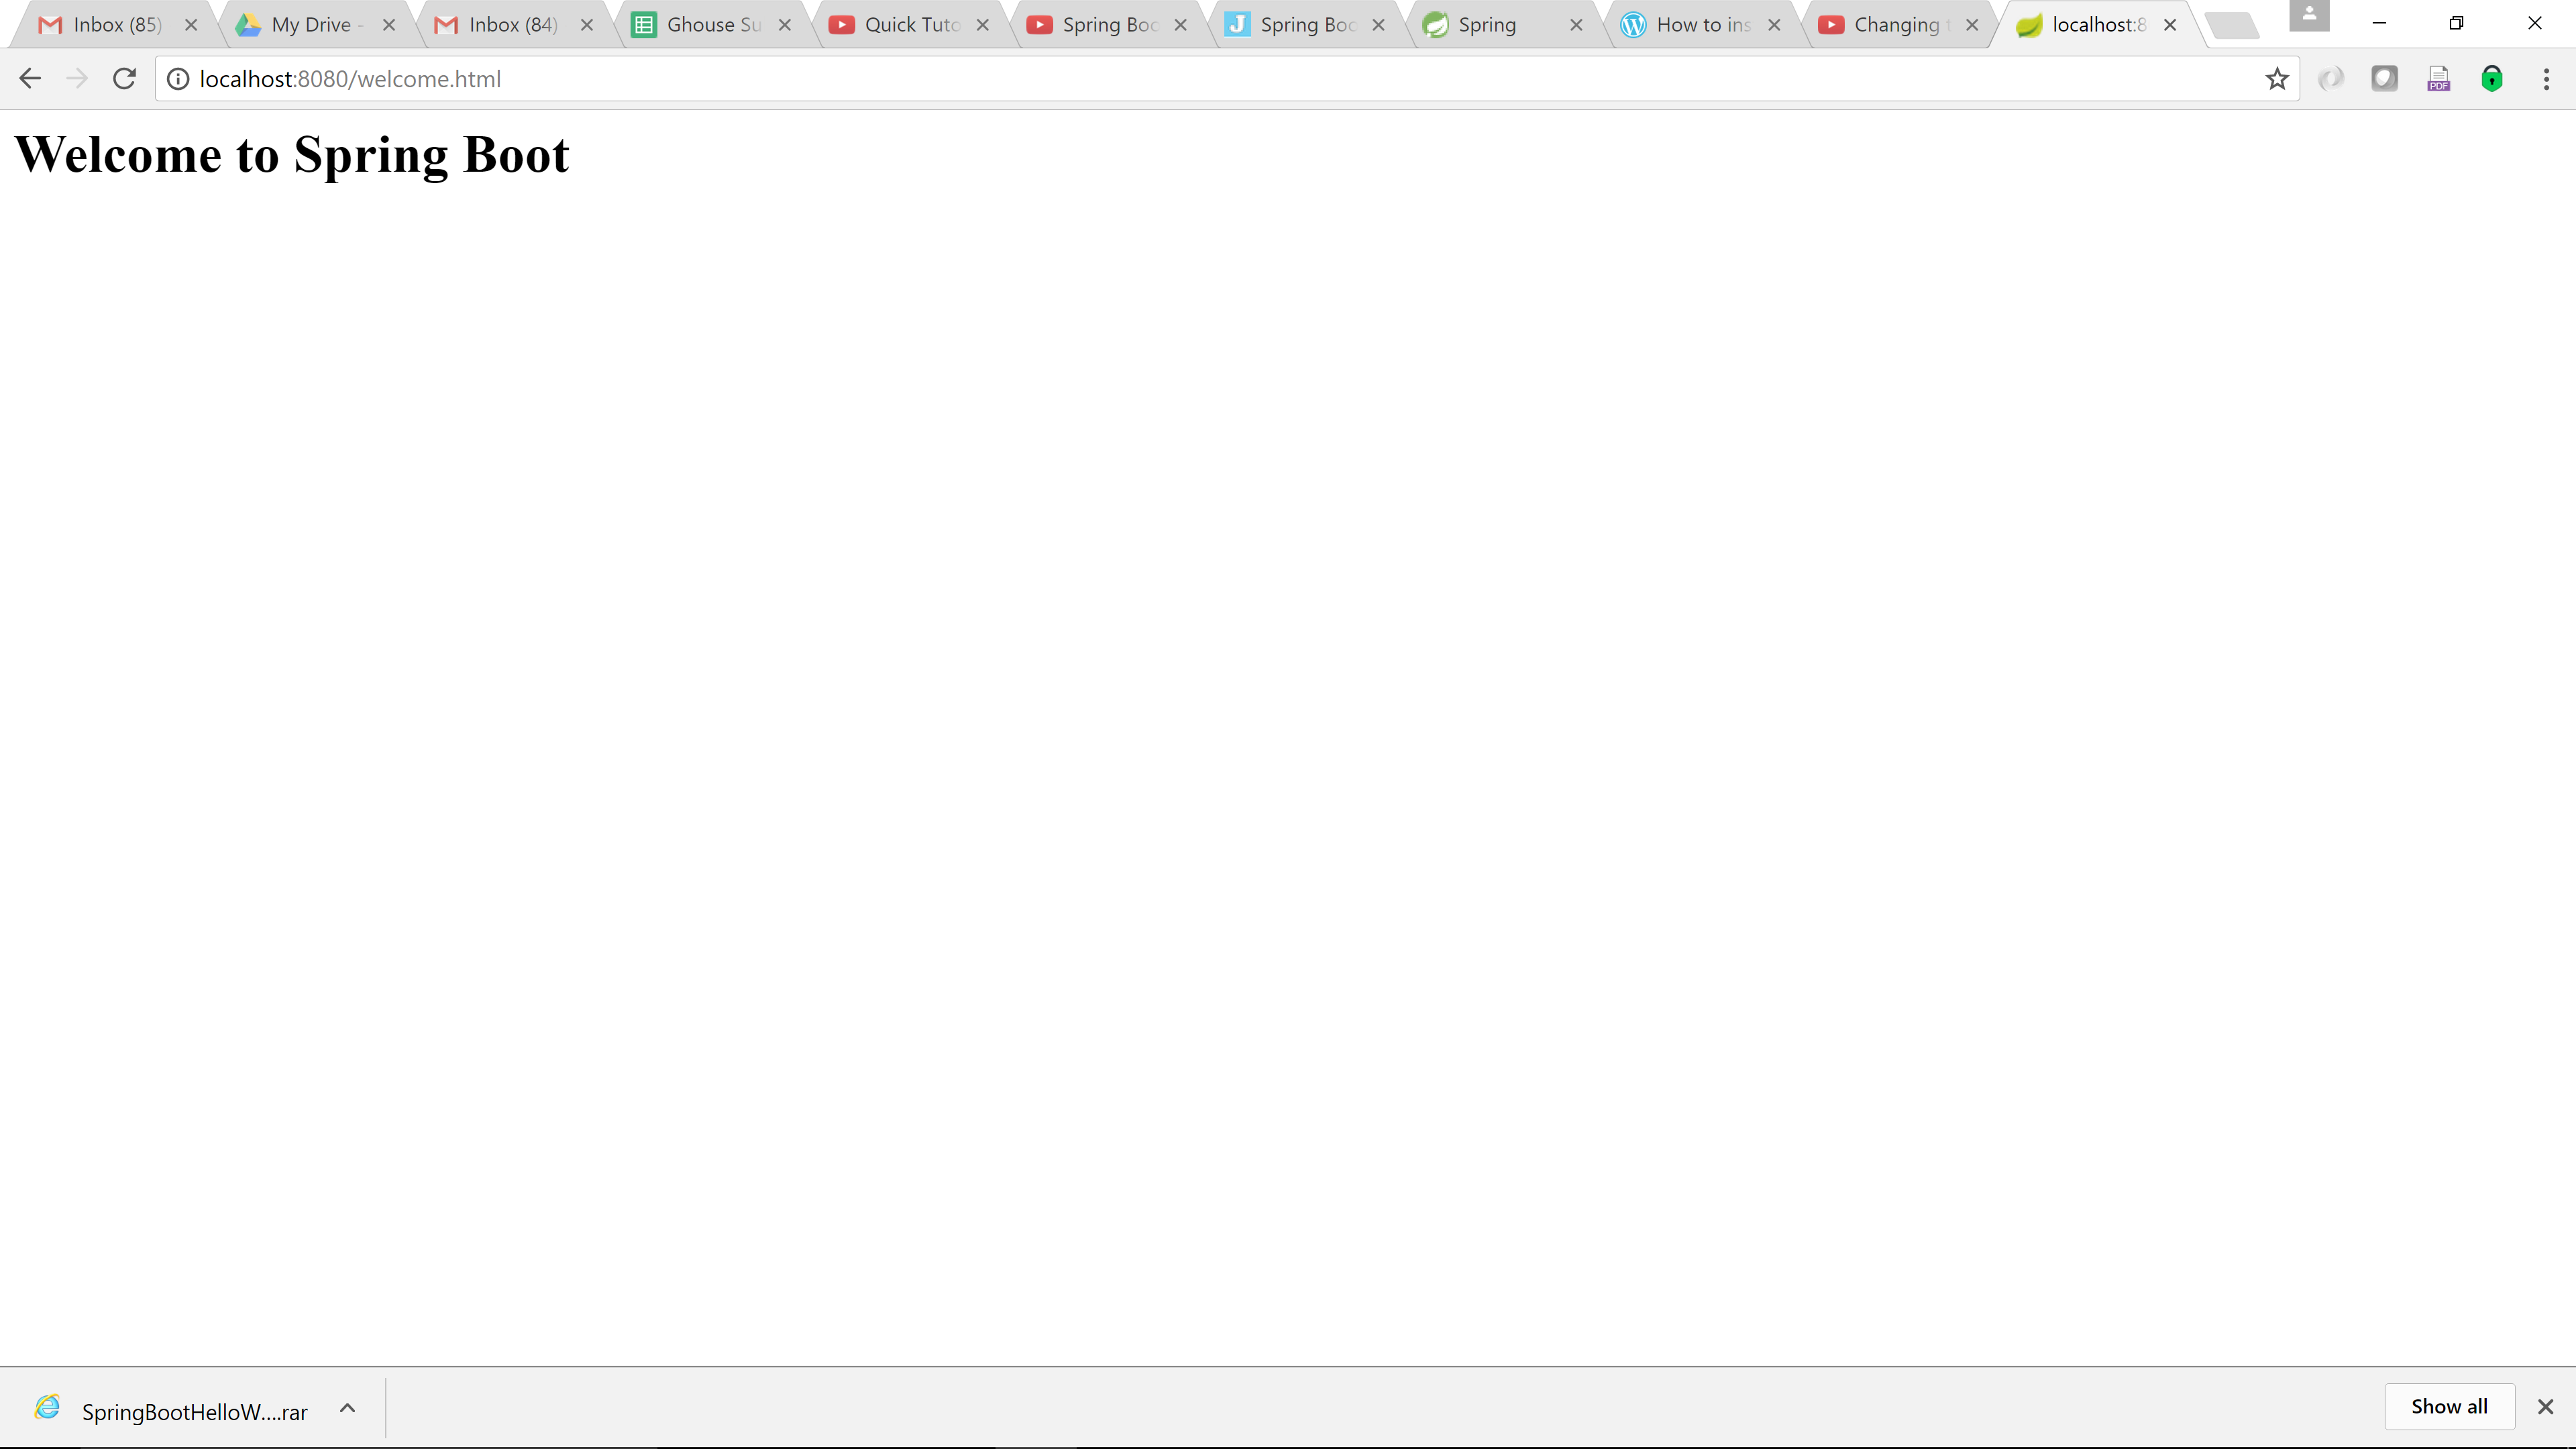 Inbox (85)
My Drive -
Inbox (84)
Ghouse Su
Quick Tuto
Spring Boo
Spring Boo
Spring
How to ins
Changing t
localhost:8
localhost:8080/welcome.html
PDF
Welcome to Spring Boot
SpringBootHelloW....rar
Show all